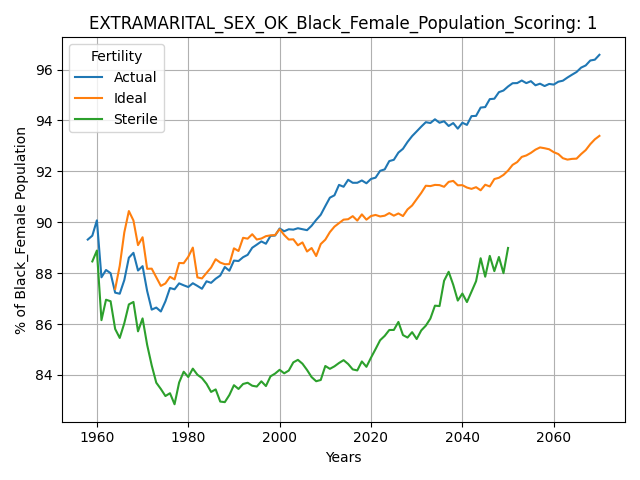 EXTRAMARITAL_SEX_OK_Black_Female_Population_Scoring: 1
Fertility
Actual
Ideal
Sterile
% of Black_Female Population
96
94
92
90
88
86
84
1960 1980 2000 2020 2040 2060
Years